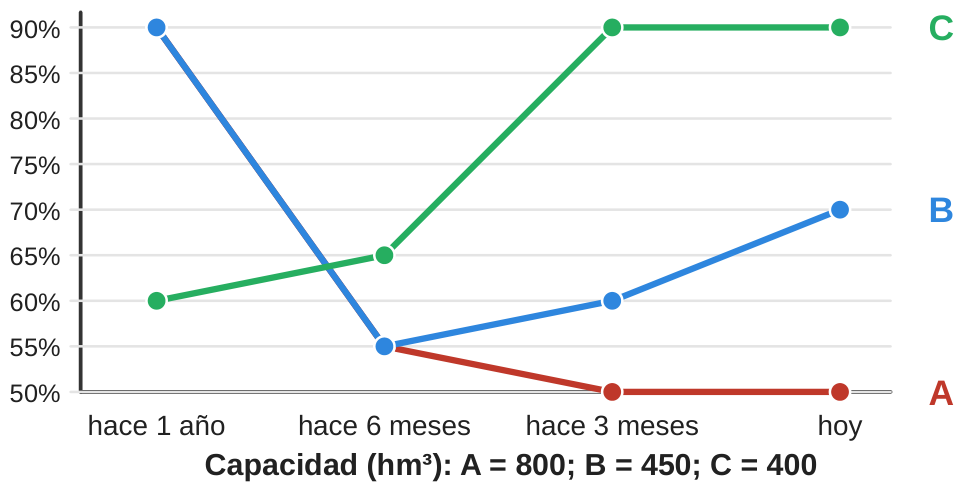 90%
85%
80%
75%
70%
65%
60%
55%
50%
C
B
A
hace 1 año hace 6 meses hace 3 meses hoy
Capacidad (hm³): A = 800; B = 450; C = 400